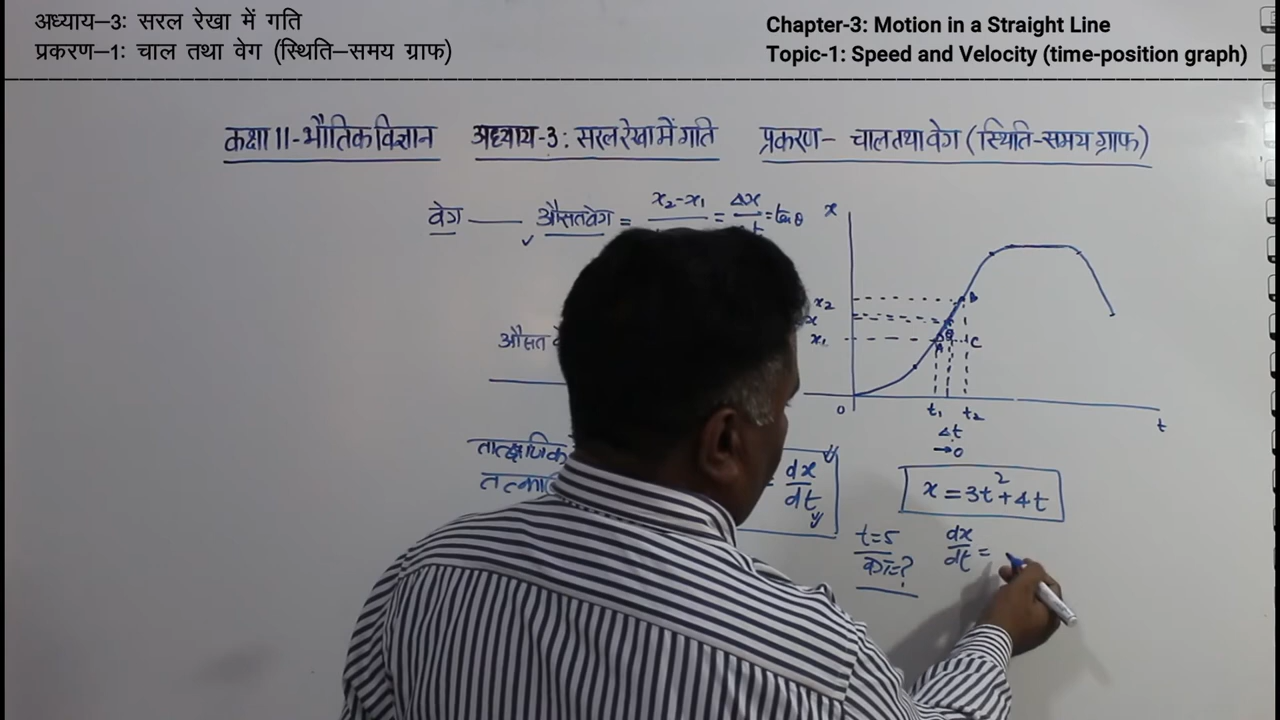 अध्याय–3: सरल रेखा में गति
प्रकरण–1: चाल तथा वेग (स्थिति–समय ग्राफ)
Chapter-3: Motion in a Straight Line
Topic-1: Speed and Velocity (time-position graph)
कक्षा 11 - भौतिक विज्ञान अध्याय-3 : सरल रेखा में गति प्रकरण - चाल तथा वेग (स्थिति-समय ग्राफ)
वेग —— औसत वेग = x₂-x₁ = Δx = tanθ
x
x₂
B
x
x₁
A
C
औसत
0
t₁ t₂
t
Δt
→0
तात्क्षणिक
= dx/dt
x = 3t²+4t
t=5
dx/dt =